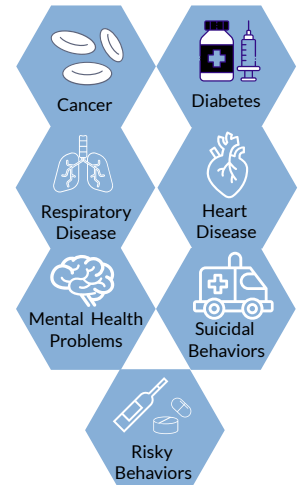 Cancer
Diabetes
Respiratory
Disease
Heart
Disease
Mental Health
Problems
Suicidal
Behaviors
Risky
Behaviors